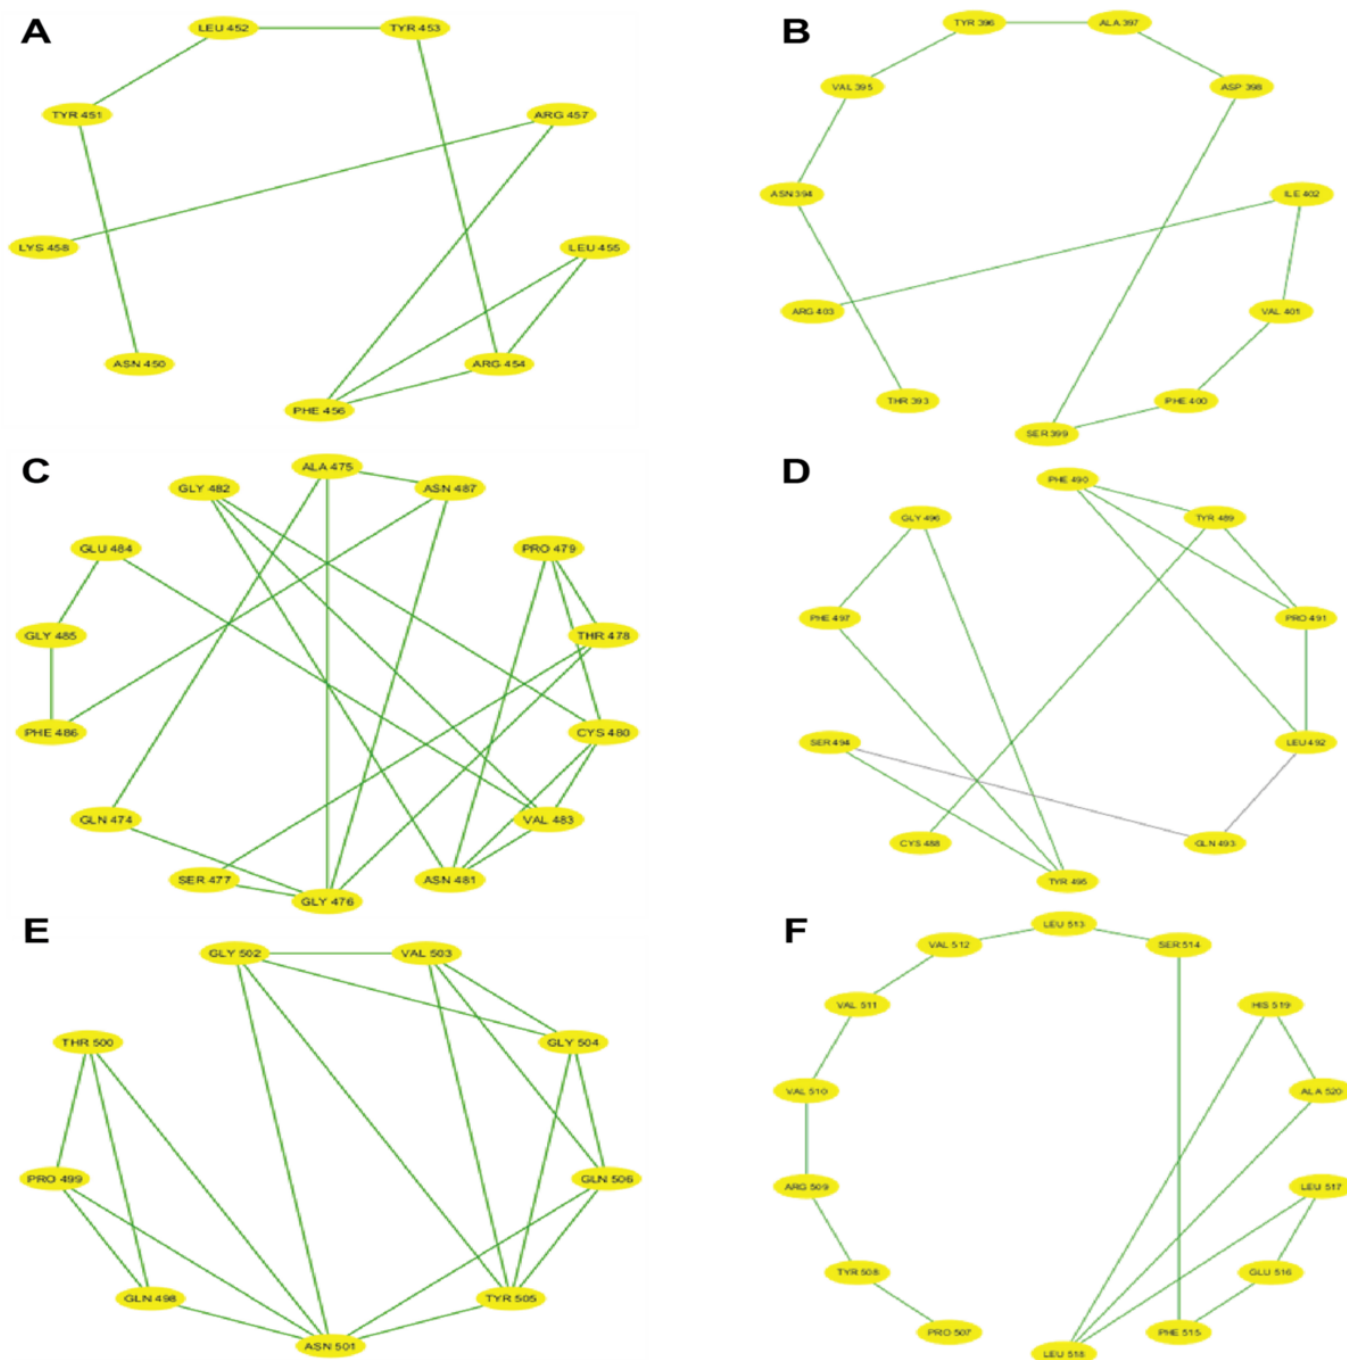 A
LEU 452
TYR 453
TYR 451
ARG 457
LYS 458
LEU 455
ASN 450
ARG 454
PHE 456
B
TYR 396
ALA 397
VAL 395
ASP 398
ASN 394
ILE 402
ARG 403
VAL 401
THR 393
PHE 400
SER 399
C
ALA 475
GLY 482
ASN 487
GLU 484
PRO 479
GLY 485
THR 478
PHE 486
CYS 480
GLN 474
VAL 483
SER 477
ASN 481
GLY 476
D
PHE 490
GLY 496
TYR 489
PHE 497
PRO 491
SER 494
LEU 492
CYS 488
GLN 493
TYR 495
E
GLY 502
VAL 503
THR 500
GLY 504
PRO 499
GLN 506
GLN 498
TYR 505
ASN 501
F
LEU 513
VAL 512
SER 514
VAL 511
HIS 519
VAL 510
ALA 520
ARG 509
LEU 517
TYR 508
GLU 516
PRO 507
PHE 515
LEU 518